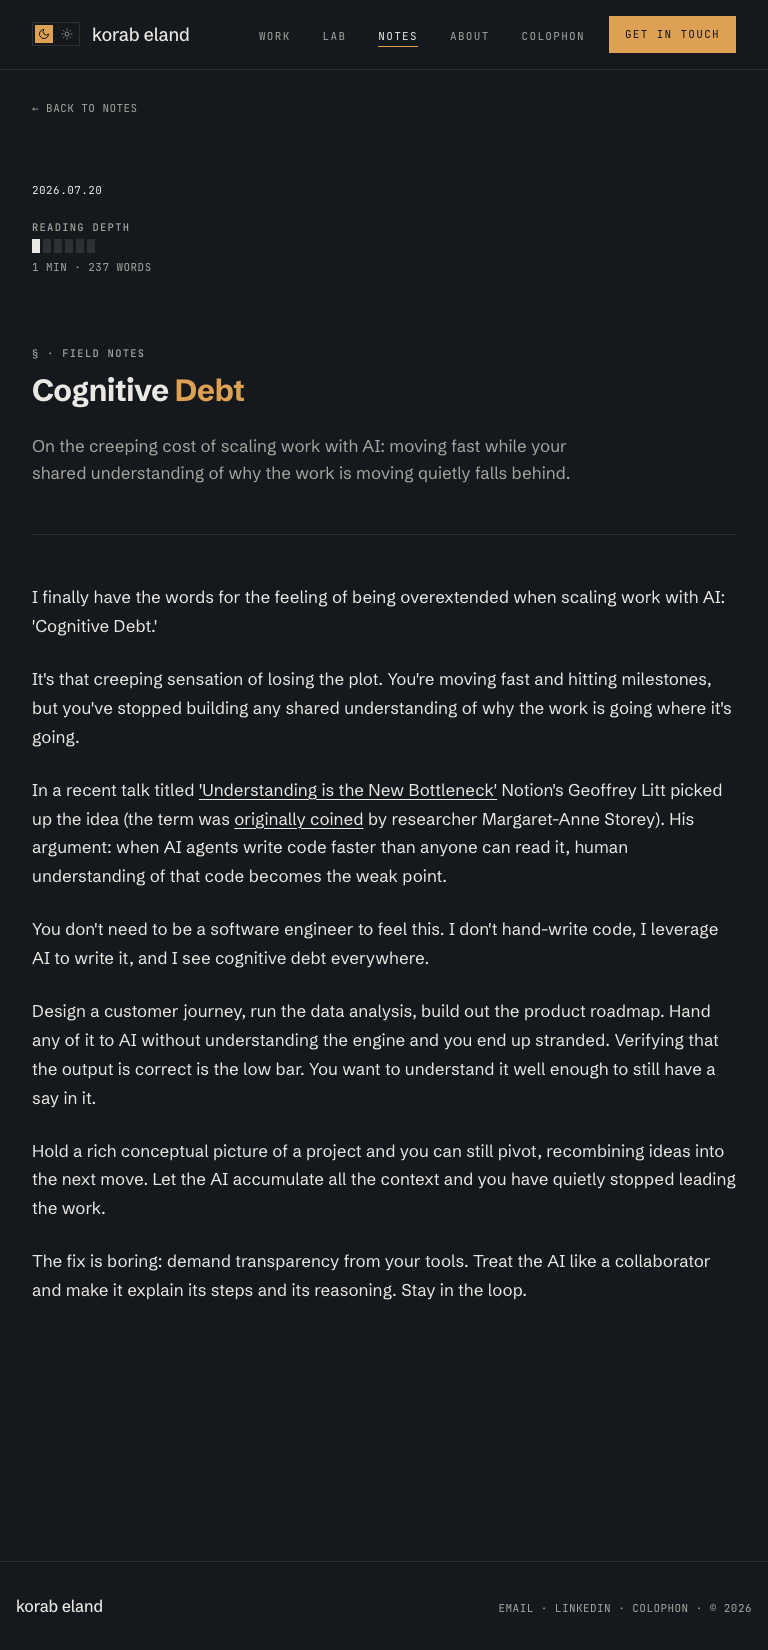 korab eland
WORK LAB NOTES ABOUT COLOPHON GET IN TOUCH
← BACK TO NOTES
2026.07.20
READING DEPTH
1 MIN · 237 WORDS
§ · FIELD NOTES
Cognitive Debt
On the creeping cost of scaling work with AI: moving fast while your
shared understanding of why the work is moving quietly falls behind.
I finally have the words for the feeling of being overextended when scaling work with AI:
'Cognitive Debt.'
It's that creeping sensation of losing the plot. You're moving fast and hitting milestones,
but you've stopped building any shared understanding of why the work is going where it's
going.
In a recent talk titled 'Understanding is the New Bottleneck' Notion's Geoffrey Litt picked
up the idea (the term was originally coined by researcher Margaret-Anne Storey). His
argument: when AI agents write code faster than anyone can read it, human
understanding of that code becomes the weak point.
You don't need to be a software engineer to feel this. I don't hand-write code, I leverage
AI to write it, and I see cognitive debt everywhere.
Design a customer journey, run the data analysis, build out the product roadmap. Hand
any of it to AI without understanding the engine and you end up stranded. Verifying that
the output is correct is the low bar. You want to understand it well enough to still have a
say in it.
Hold a rich conceptual picture of a project and you can still pivot, recombining ideas into
the next move. Let the AI accumulate all the context and you have quietly stopped leading
the work.
The fix is boring: demand transparency from your tools. Treat the AI like a collaborator
and make it explain its steps and its reasoning. Stay in the loop.
korab eland
EMAIL · LINKEDIN · COLOPHON · © 2026